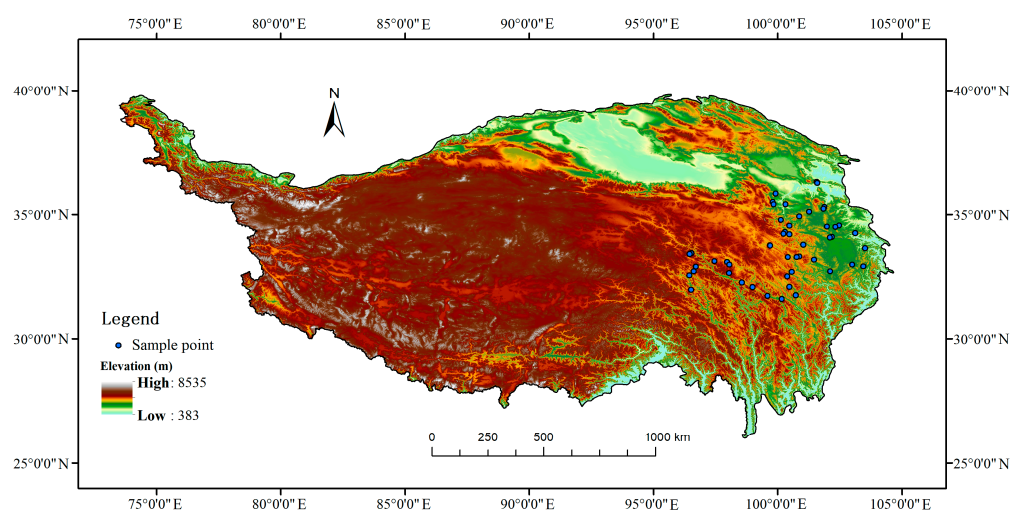 75°0'0"E 80°0'0"E 85°0'0"E 90°0'0"E 95°0'0"E 100°0'0"E 105°0'0"E
40°0'0"N 40°0'0"N
N
35°0'0"N 35°0'0"N
Legend
Sample point
30°0'0"N 30°0'0"N
Elevation (m)
High: 8535
Low : 383
0 250 500 1000 km
25°0'0"N 25°0'0"N
75°0'0"E 80°0'0"E 85°0'0"E 90°0'0"E 95°0'0"E 100°0'0"E 105°0'0"E